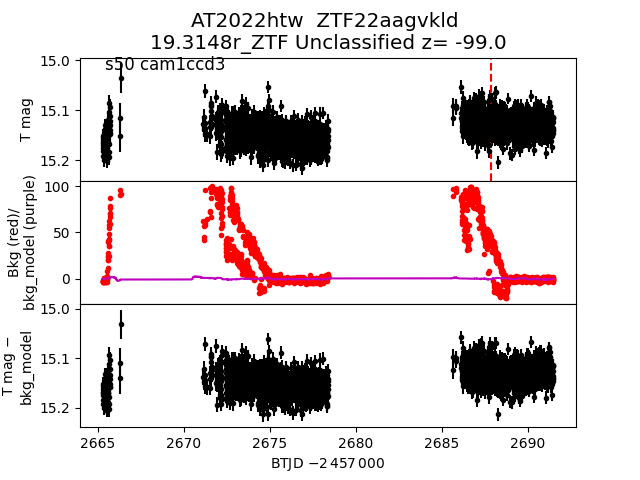 AT2022htw ZTF22aagvkld
19.3148r_ZTF Unclassified z= -99.0
s50 cam1ccd3
15.0
15.1
15.2
T mag
100
50
0
Bkg (red)/
bkg_model (purple)
15.0
15.1
15.2
T mag −
bkg_model
2665 2670 2675 2680 2685 2690
BTJD −2 457 000